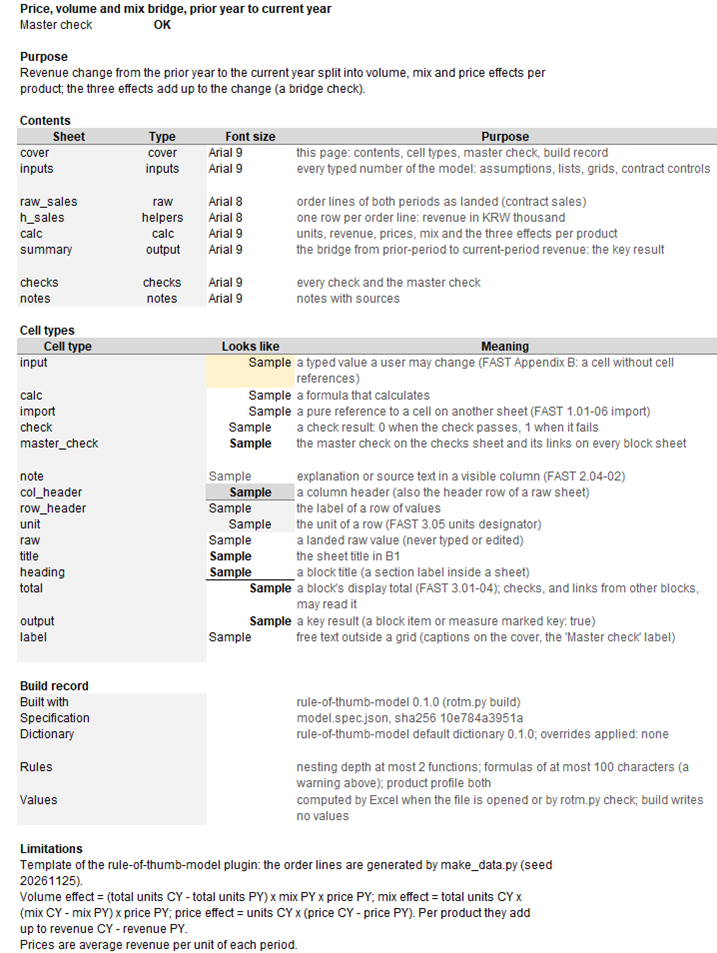 Price, volume and mix bridge, prior year to current year
Master check OK
Purpose
Revenue change from the prior year to the current year split into volume, mix and price effects per
product; the three effects add up to the change (a bridge check).
Contents
Sheet Type Font size Purpose
cover cover Arial 9 this page: contents, cell types, master check, build record
inputs inputs Arial 9 every typed number of the model: assumptions, lists, grids, contract controls
raw_sales raw Arial 8 order lines of both periods as landed (contract sales)
h_sales helpers Arial 8 one row per order line: revenue in KRW thousand
calc calc Arial 9 units, revenue, prices, mix and the three effects per product
summary output Arial 9 the bridge from prior-period to current-period revenue: the key result
checks checks Arial 9 every check and the master check
notes notes Arial 9 notes with sources
Cell types
Cell type Looks like Meaning
input Sample a typed value a user may change (FAST Appendix B: a cell without cell
references)
calc Sample a formula that calculates
import Sample a pure reference to a cell on another sheet (FAST 1.01-06 import)
check Sample a check result: 0 when the check passes, 1 when it fails
master_check Sample the master check on the checks sheet and its links on every block sheet
note Sample explanation or source text in a visible column (FAST 2.04-02)
col_header Sample a column header (also the header row of a raw sheet)
row_header Sample the label of a row of values
unit Sample the unit of a row (FAST 3.05 units designator)
raw Sample a landed raw value (never typed or edited)
title Sample the sheet title in B1
heading Sample a block title (a section label inside a sheet)
total Sample a block's display total (FAST 3.01-04); checks, and links from other blocks,
may read it
output Sample a key result (a block item or measure marked key: true)
label Sample free text outside a grid (captions on the cover, the 'Master check' label)
Build record
Built with rule-of-thumb-model 0.1.0 (rotm.py build)
Specification model.spec.json, sha256 10e784a3951a
Dictionary rule-of-thumb-model default dictionary 0.1.0; overrides applied: none
Rules nesting depth at most 2 functions; formulas of at most 100 characters (a
warning above); product profile both
Values computed by Excel when the file is opened or by rotm.py check; build writes
no values
Limitations
Template of the rule-of-thumb-model plugin: the order lines are generated by make_data.py (seed
20261125).
Volume effect = (total units CY - total units PY) x mix PY x price PY; mix effect = total units CY x
(mix CY - mix PY) x price PY; price effect = units CY x (price CY - price PY). Per product they add
up to revenue CY - revenue PY.
Prices are average revenue per unit of each period.